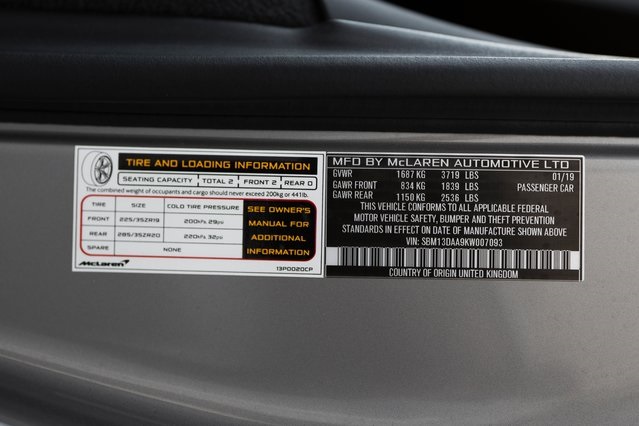 TIRE AND LOADING INFORMATION
SEATING CAPACITY TOTAL 2 FRONT 2 REAR 0
The combined weight of occupants and cargo should never exceed 200kg or 441lb.
TIRE SIZE COLD TIRE PRESSURE
FRONT 225/35ZR19 200kPa 29psi
REAR 285/35ZR20 220kPa 32psi
SPARE NONE
SEE OWNER'S
MANUAL FOR
ADDITIONAL
INFORMATION
McLaren 13P0020CP
MFD BY McLAREN AUTOMOTIVE LTD
GVWR 1687 KG 3719 LBS 01/19
GAWR FRONT 834 KG 1839 LBS PASSENGER CAR
GAWR REAR 1150 KG 2536 LBS
THIS VEHICLE CONFORMS TO ALL APPLICABLE FEDERAL
MOTOR VEHICLE SAFETY, BUMPER AND THEFT PREVENTION
STANDARDS IN EFFECT ON DATE OF MANUFACTURE SHOWN ABOVE
VIN: SBM13DAA9KW007093
COUNTRY OF ORIGIN UNITED KINGDOM